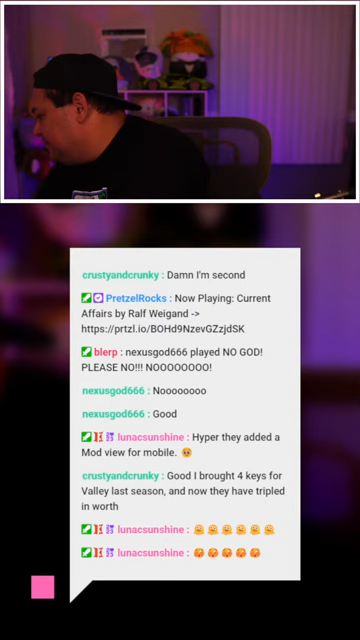 crustyandcrunky : Damn I'm second
PretzelRocks : Now Playing: Current
Affairs by Ralf Weigand ->
https://prtzl.io/BOHd9NzevGZzjdSK
blerp : nexusgod666 played NO GOD!
PLEASE NO!!! NOOOOOOO!
nexusgod666 : Nooooooo
nexusgod666 : Good
lunacsunshine : Hyper they added a
Mod view for mobile. 🥺
crustyandcrunky : Good I brought 4 keys for
Valley last season, and now they have tripled
in worth
lunacsunshine : 🤗 🤗 🤗 🤗 🤗 🤗
lunacsunshine :